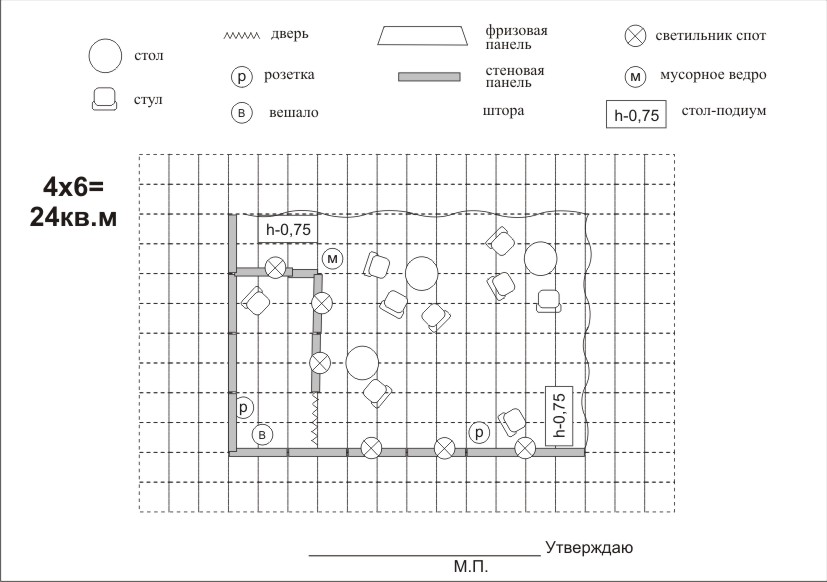 стол
стул
дверь
р розетка
в вешало
фризовая
панель
стеновая
панель
штора
светильник спот
м мусорное ведро
h-0,75 стол-подиум
4х6=
24кв.м
h-0,75
м
р
в
р
h-0,75
Утверждаю
М.П.